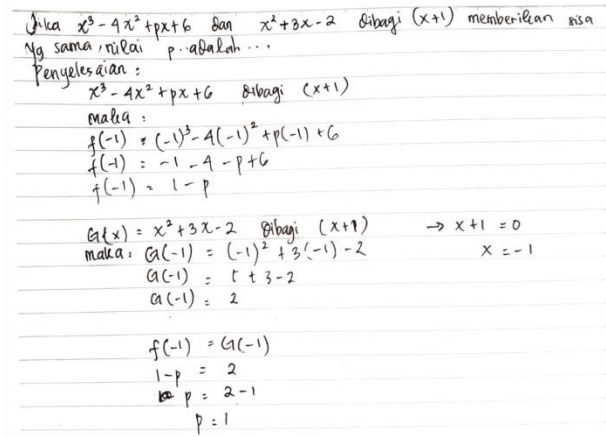 Jika x³ - 4x² + px + 6 dan x² + 3x - 2 dibagi (x+1) memberikan sisa
yg sama, nilai p adalah ...
Penyelesaian :
x³ - 4x² + px + 6 dibagi (x+1)
maka :
f(-1) = (-1)³ - 4(-1)² + p(-1) + 6
f(-1) = -1 - 4 - p + 6
f(-1) = 1 - p
G(x) = x² + 3x - 2 dibagi (x+1) → x+1 = 0
maka : G(-1) = (-1)² + 3(-1) - 2 x = -1
G(-1) = 1 + 3 - 2
G(-1) = 2
f(-1) = G(-1)
1-p = 2
p = 2-1
p = 1